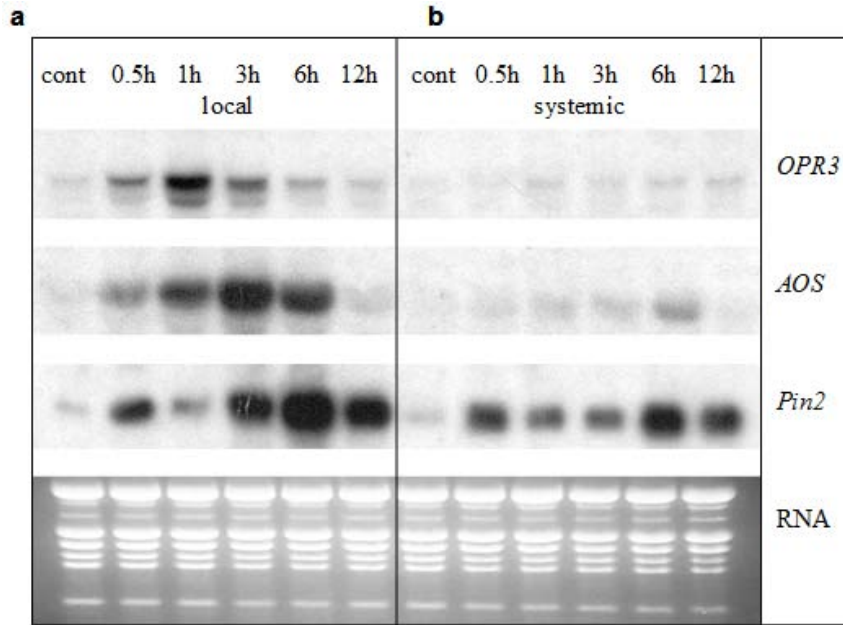 a b
cont 0.5h 1h 3h 6h 12h cont 0.5h 1h 3h 6h 12h
local systemic
OPR3
AOS
Pin2
RNA